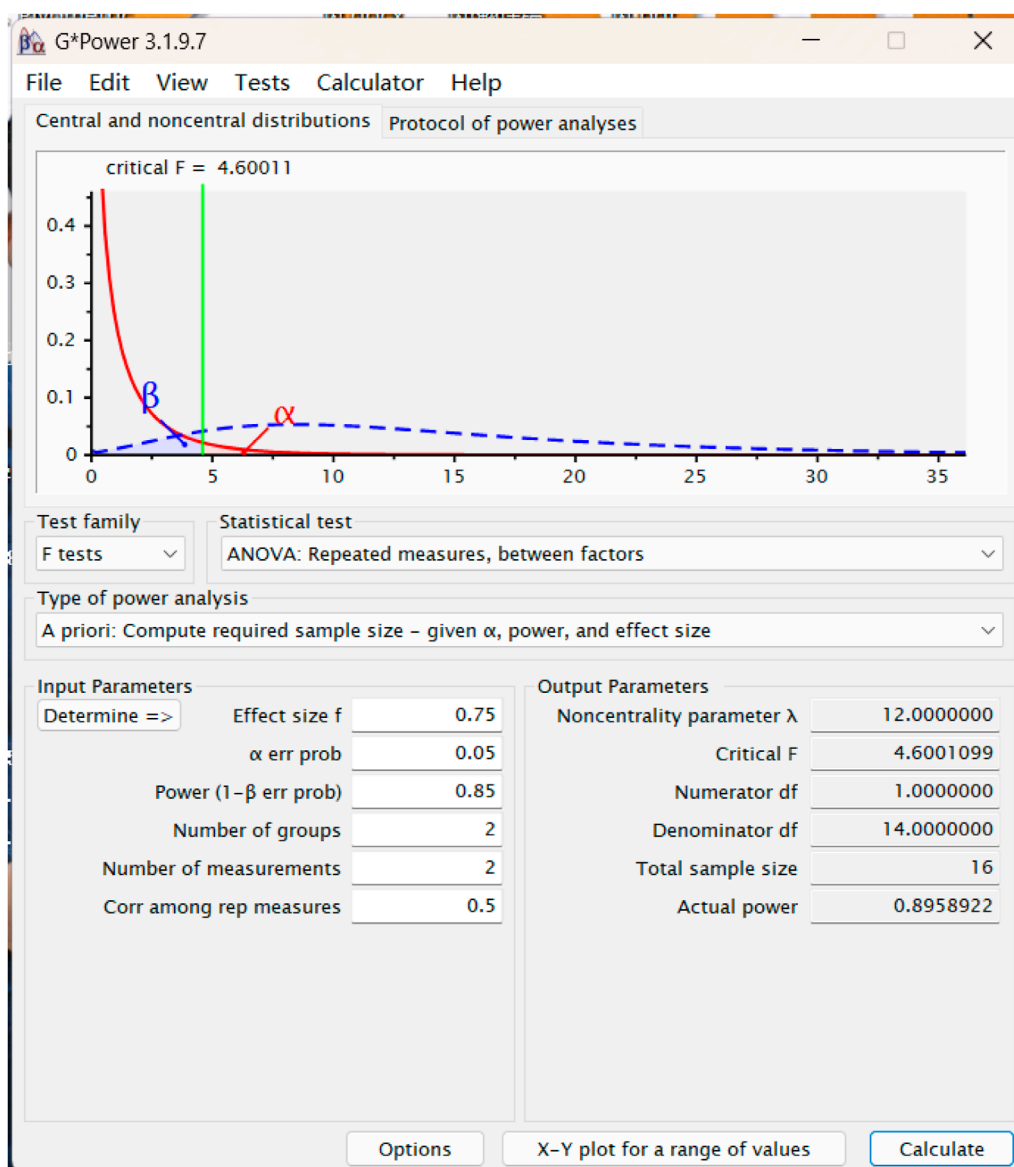 G*Power 3.1.9.7
File Edit View Tests Calculator Help
Central and noncentral distributions Protocol of power analyses
critical F = 4.60011
0.4
0.3
0.2
0.1
0
β
α
0 5 10 15 20 25 30 35
Test family Statistical test
F tests ANOVA: Repeated measures, between factors
Type of power analysis
A priori: Compute required sample size – given α, power, and effect size
Input Parameters Output Parameters
Determine => Effect size f 0.75 Noncentrality parameter λ 12.0000000
α err prob 0.05 Critical F 4.6001099
Power (1–β err prob) 0.85 Numerator df 1.0000000
Number of groups 2 Denominator df 14.0000000
Number of measurements 2 Total sample size 16
Corr among rep measures 0.5 Actual power 0.8958922
Options X–Y plot for a range of values Calculate